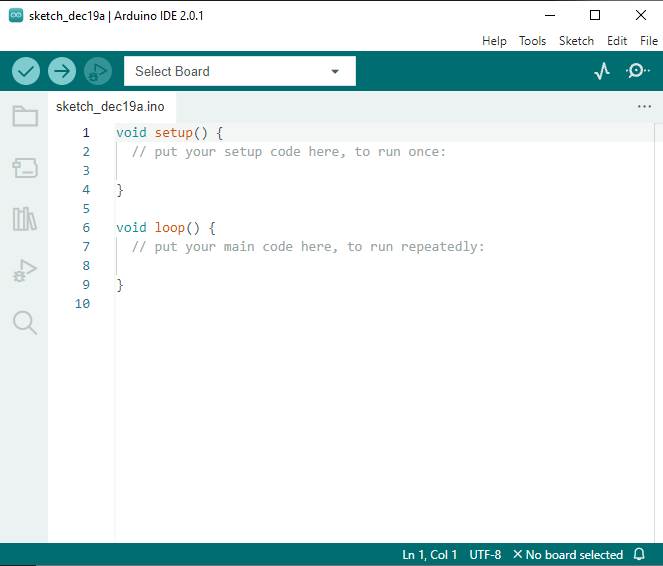 sketch_dec19a | Arduino IDE 2.0.1
Help Tools Sketch Edit File
Select Board
sketch_dec19a.ino
1 void setup() {
2 // put your setup code here, to run once:
3
4 }
5
6 void loop() {
7 // put your main code here, to run repeatedly:
8
9 }
10
Ln 1, Col 1 UTF-8 No board selected